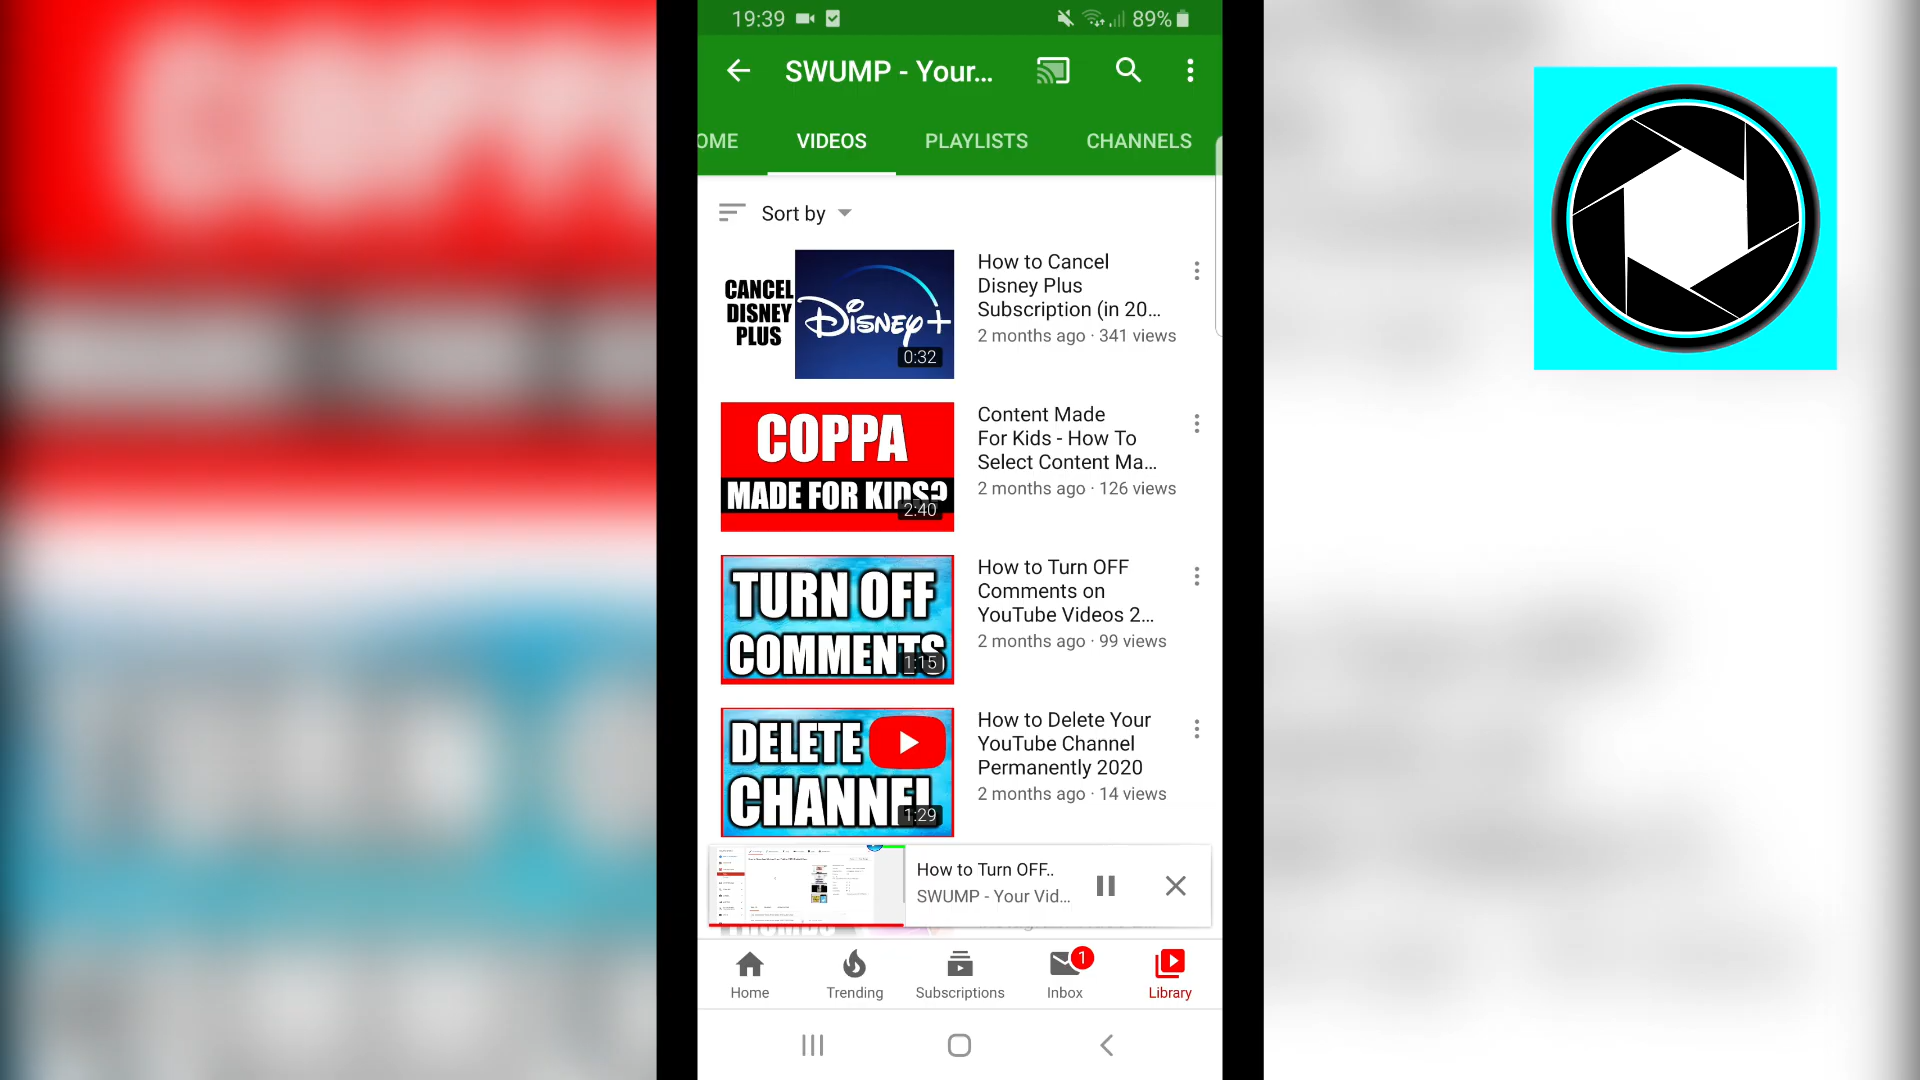 19:39
89%
SWUMP - Your...
OME
VIDEOS
PLAYLISTS
CHANNELS
Sort by
CANCEL
DISNEY
PLUS
Disney+
0:32
How to Cancel
Disney Plus
Subscription (in 20...
2 months ago · 341 views
COPPA
MADE FOR KIDS?
2:40
Content Made
For Kids - How To
Select Content Ma...
2 months ago · 126 views
TURN OFF
COMMENTS
1:15
How to Turn OFF
Comments on
YouTube Videos 2...
2 months ago · 99 views
DELETE
CHANNEL
1:29
How to Delete Your
YouTube Channel
Permanently 2020
2 months ago · 14 views
How to Turn OFF..
SWUMP - Your Vid...
1
Home
Trending
Subscriptions
Inbox
Library